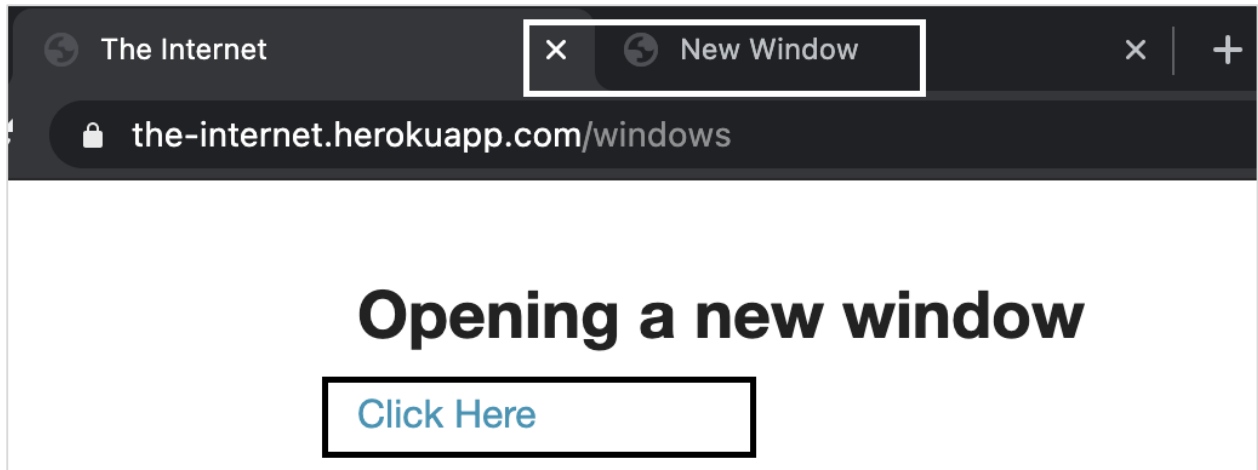 The Internet
New Window
the-internet.herokuapp.com/windows
Opening a new window
Click Here